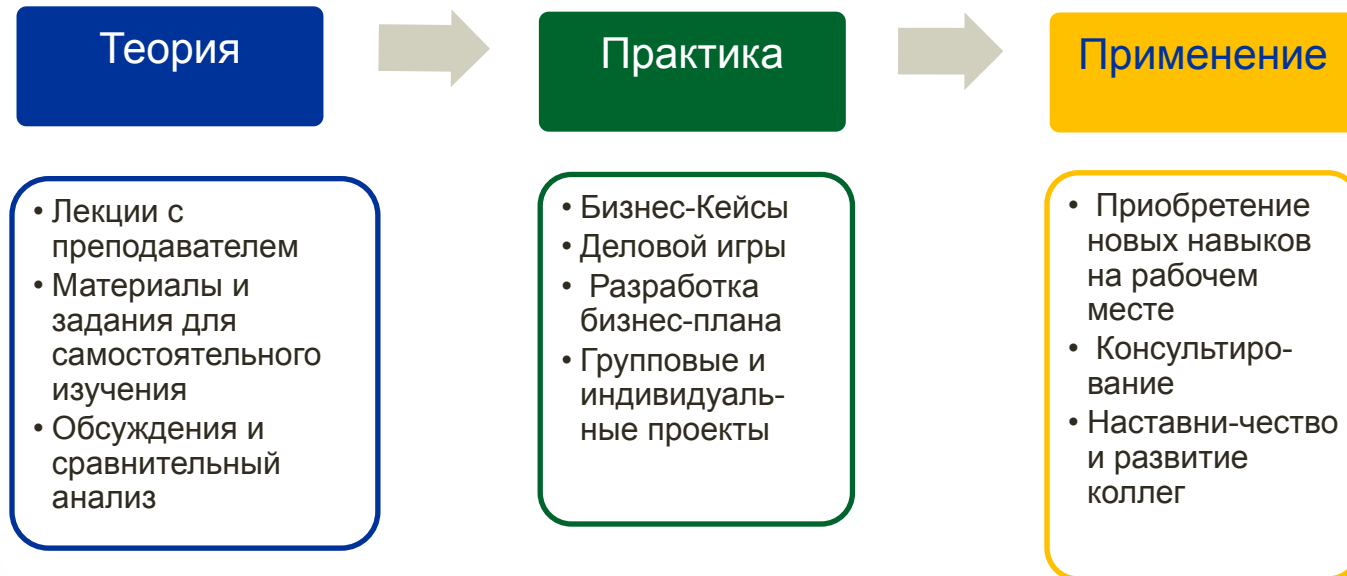 Теория
Практика
Применение
• Лекции с
преподавателем
• Материалы и
задания для
самостоятельного
изучения
• Обсуждения и
сравнительный
анализ
• Бизнес-Кейсы
• Деловой игры
• Разработка
бизнес-плана
• Групповые и
индивидуаль-
ные проекты
• Приобретение
новых навыков
на рабочем
месте
• Консультиро-
вание
• Наставни-чество
и развитие
коллег